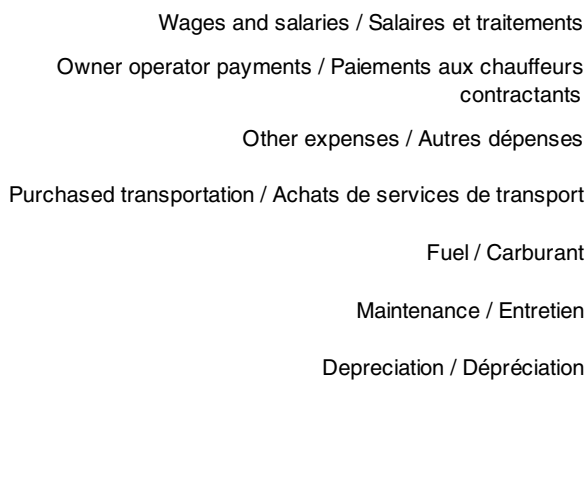 Wages and salaries / Salaires et traitements
Owner operator payments / Paiements aux chauffeurs
contractants
Other expenses / Autres dépenses
Purchased transportation / Achats de services de transport
Fuel / Carburant
Maintenance / Entretien
Depreciation / Dépréciation